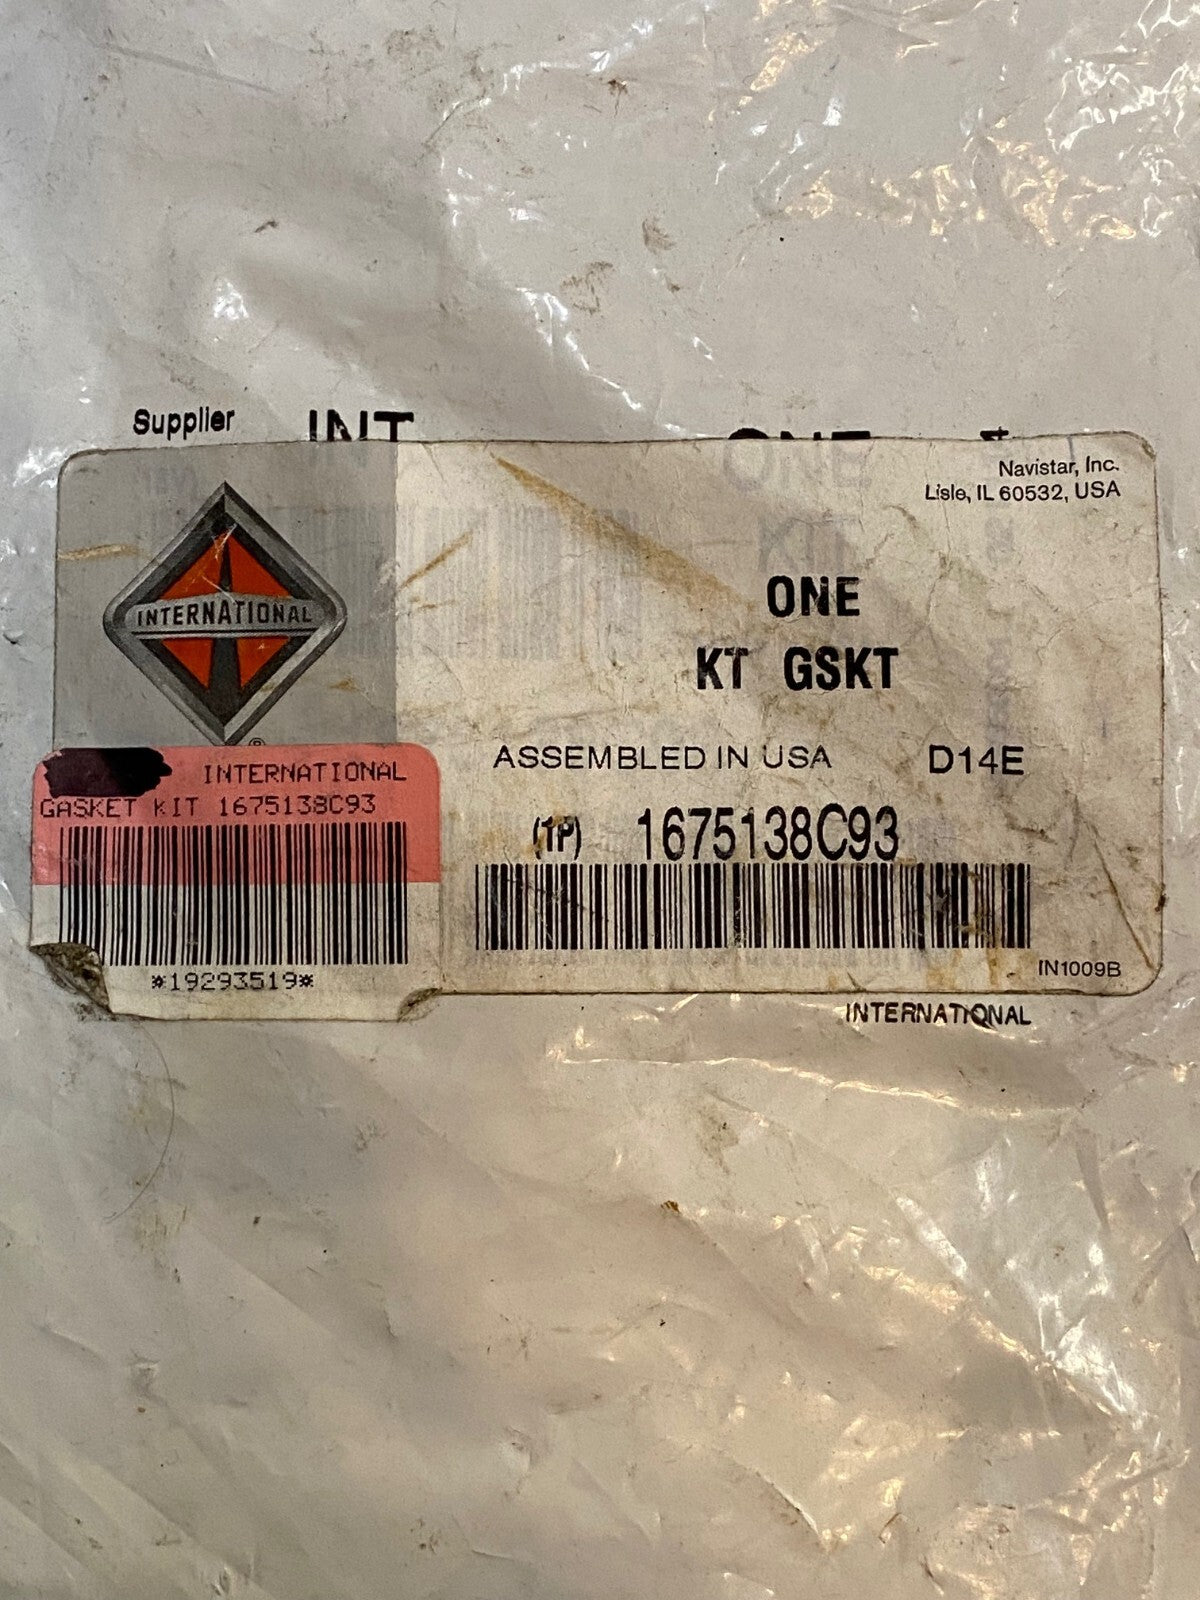 Supplier INT ONE
Navistar, Inc.
Lisle, IL 60532, USA
KIT
INTERNATIONAL
®
ONE
KT GSKT
ASSEMBLED IN USA D14E
(1P) 1675138C93
IN1009B
INTERNATIONAL
GASKET KIT 1675138C93
*19293519*
INTERNATIONAL